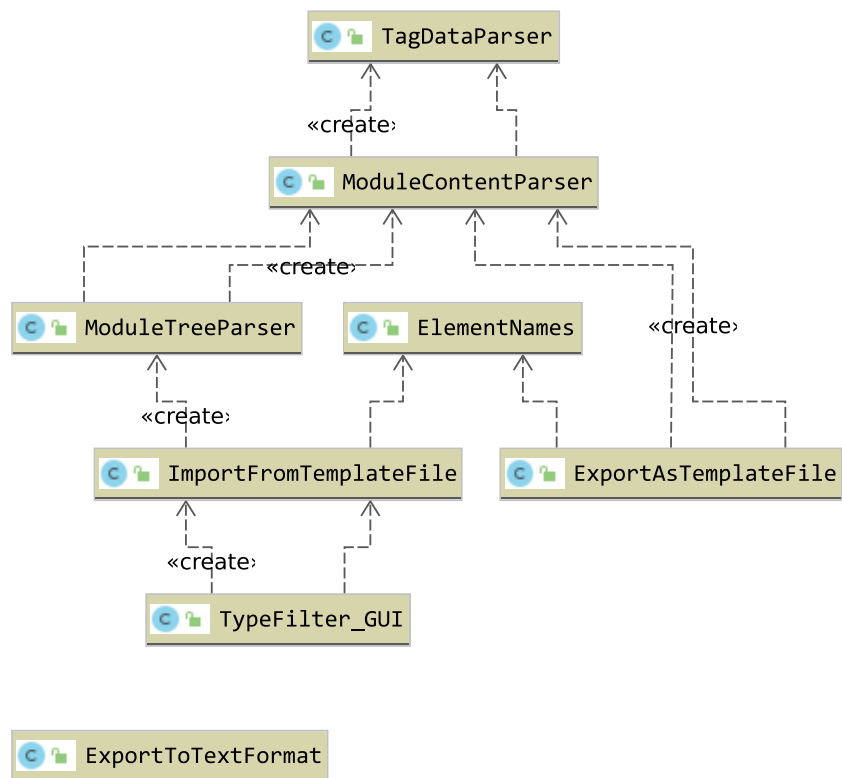 C TagDataParser
«create»
C ModuleContentParser
«create»
C ModuleTreeParser
C ElementNames
«create»
«create»
C ImportFromTemplateFile
C ExportAsTemplateFile
«create»
C TypeFilter_GUI
C ExportToTextFormat